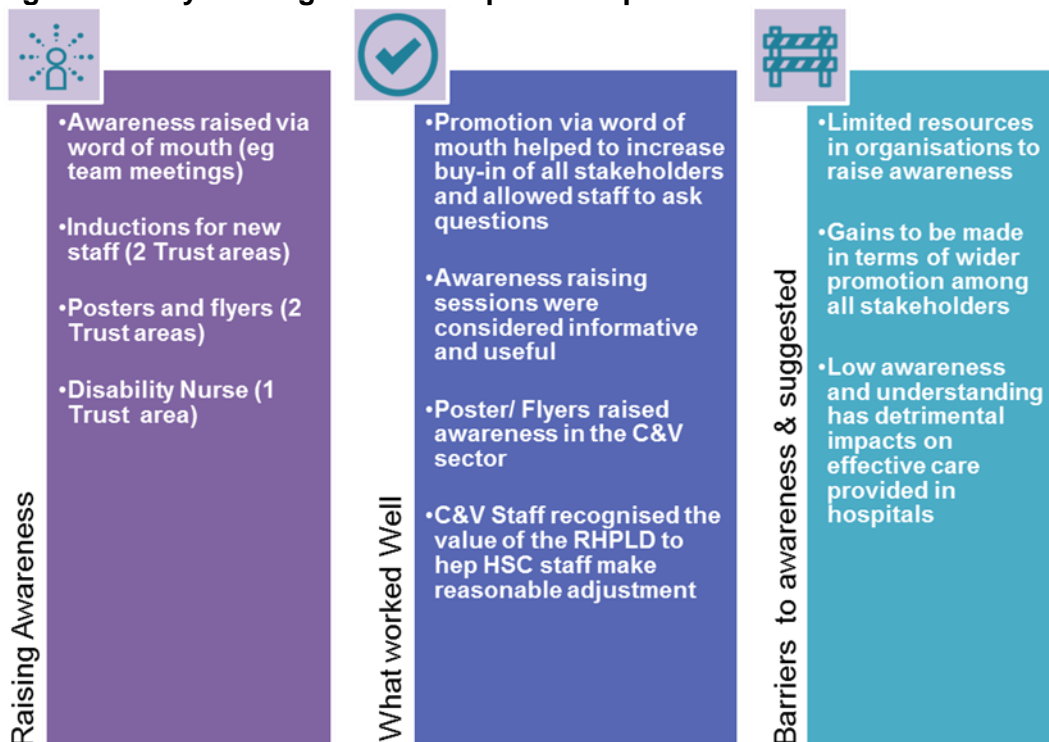 Raising Awareness
•Awareness raised via
word of mouth (eg
team meetings)
•Inductions for new
staff (2 Trust areas)
•Posters and flyers (2
Trust areas)
•Disability Nurse (1
Trust area)
What worked Well
•Promotion via word of
mouth helped to increase
buy-in of all stakeholders
and allowed staff to ask
questions
•Awareness raising
sessions were
considered informative
and useful
•Poster/ Flyers raised
awareness in the C&V
sector
•C&V Staff recognised the
value of the RHPLD to
hep HSC staff make
reasonable adjustment
Barriers to awareness & suggested
•Limited resources
in organisations to
raise awareness
•Gains to be made
in terms of wider
promotion among
all stakeholders
•Low awareness
and understanding
has detrimental
impacts on
effective care
provided in
hospitals